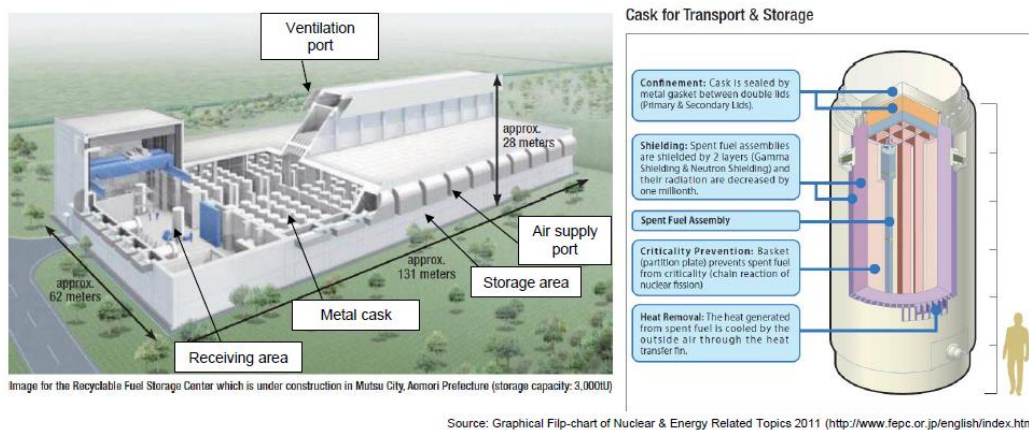 Ventilation
port
approx.
28 meters
Air supply
port
approx.
131 meters
Storage area
approx.
62 meters
Metal cask
Receiving area
Image for the Recyclable Fuel Storage Center which is under construction in Mutsu City, Aomori Prefecture (storage capacity: 3,000tU)
Cask for Transport & Storage
Confinement: Cask is sealed by
metal gasket between double lids
(Primary & Secondary Lids).
Shielding: Spent fuel assemblies
are shielded by 2 layers (Gamma
Shielding & Neutron Shielding) and
their radiation are decreased by
one millionth.
Spent Fuel Assembly
Criticality Prevention: Basket
(partition plate) prevents spent fuel
from criticality (chain reaction of
nuclear fission)
Heat Removal: The heat generated
from spent fuel is cooled by the
outside air through the heat
transfer fin.
Source: Graphical Filp-chart of Nuclear & Energy Related Topics 2011 (http://www.fepc.or.jp/english/index.htm